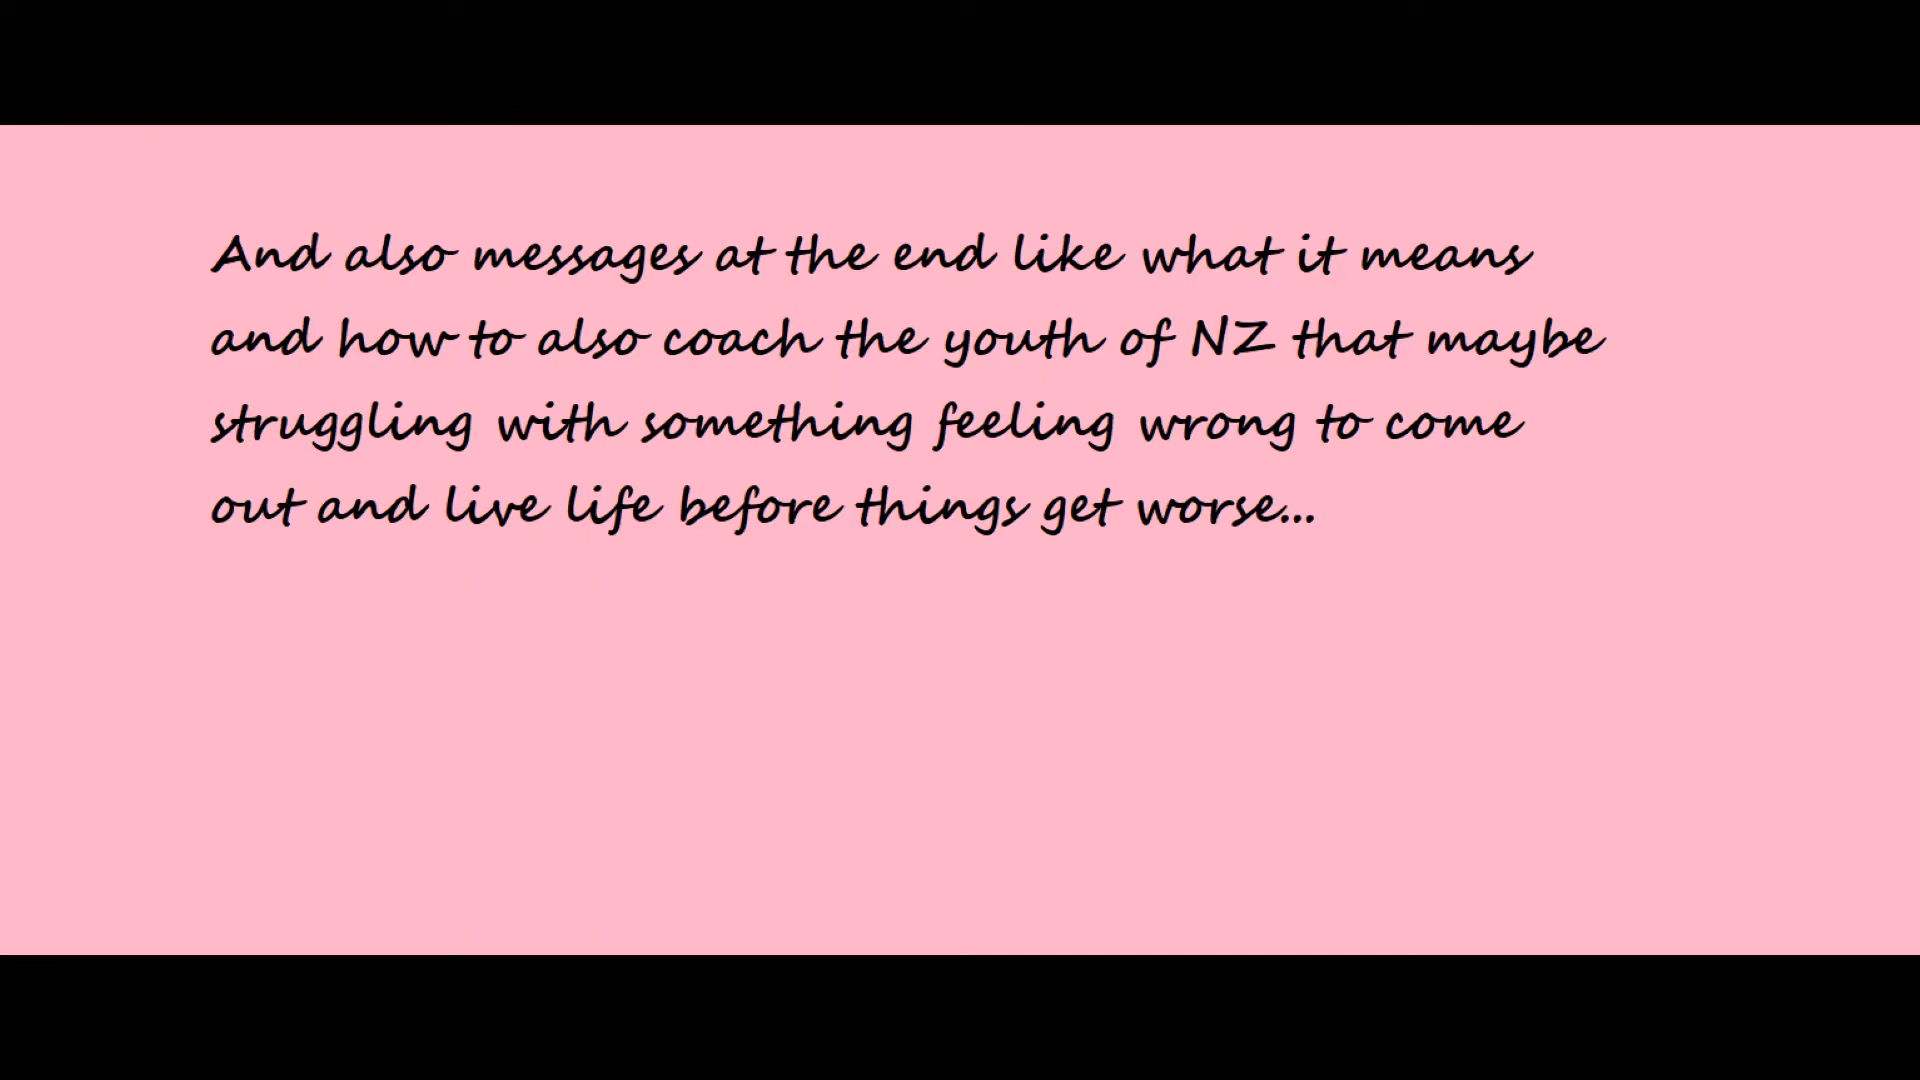 And also messages at the end like what it means
and how to also coach the youth of NZ that maybe
struggling with something feeling wrong to come
out and live life before things get worse...